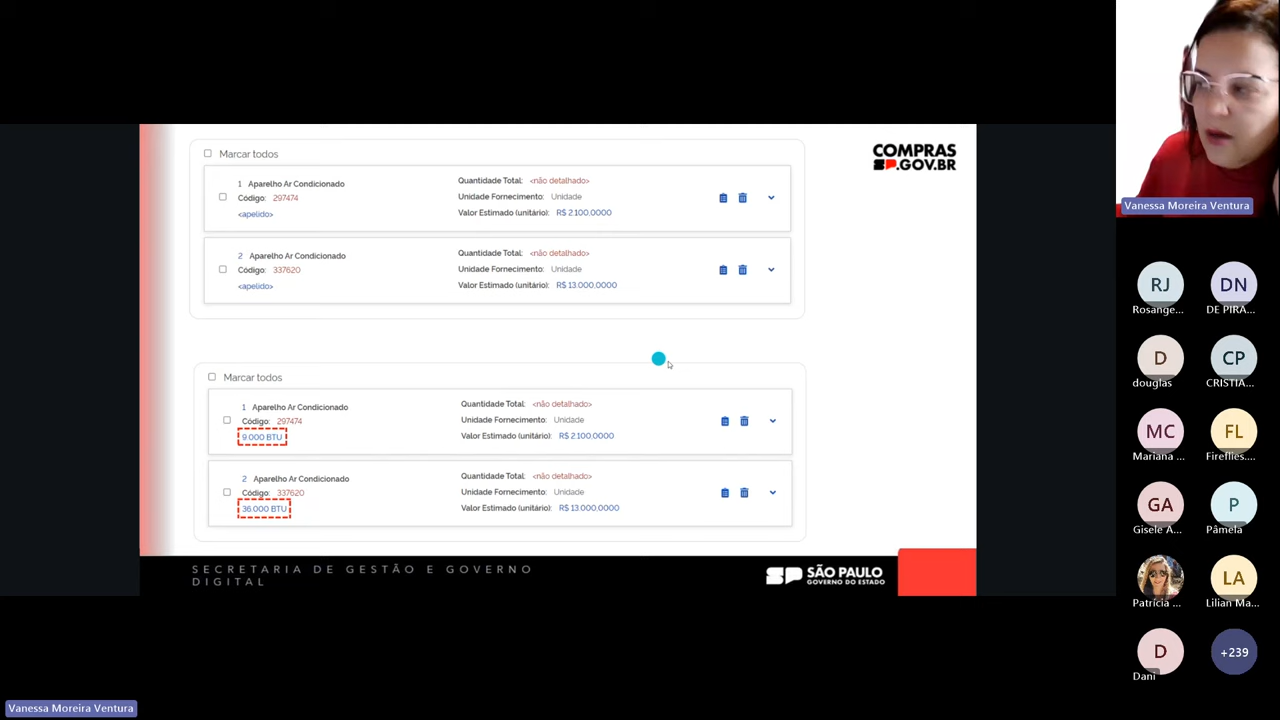 Marcar todos
1 Aparelho Ar Condicionado
Código: 297474
<apelido>
Quantidade Total: <não detalhado>
Unidade Fornecimento: Unidade
Valor Estimado (unitário): R$ 2.100,0000
2 Aparelho Ar Condicionado
Código: 337620
<apelido>
Quantidade Total: <não detalhado>
Unidade Fornecimento: Unidade
Valor Estimado (unitário): R$ 13.000,0000
COMPRAS
SP.GOV.BR
Marcar todos
1 Aparelho Ar Condicionado
Código: 297474
9.000 BTU
Quantidade Total: <não detalhado>
Unidade Fornecimento: Unidade
Valor Estimado (unitário): R$ 2.100,0000
2 Aparelho Ar Condicionado
Código: 337620
36.000 BTU
Quantidade Total: <não detalhado>
Unidade Fornecimento: Unidade
Valor Estimado (unitário): R$ 13.000,0000
SECRETARIA DE GESTÃO E GOVERNO
DIGITAL
SP SÃO PAULO
GOVERNO DO ESTADO
Vanessa Moreira Ventura
RJ
Rosange...
DN
DE PIRA...
D
douglas
CP
CRISTIA...
MC
Mariana ...
FL
Fireflies....
GA
Gisele A...
P
Pâmela
Patrícia ...
LA
Lilian Ma...
D
Dani
+239
Vanessa Moreira Ventura